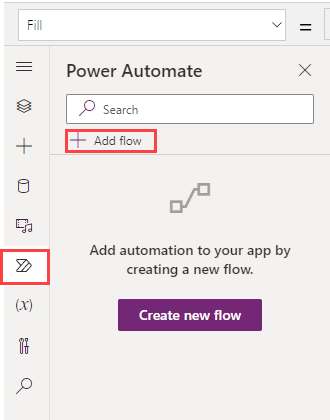 Fill
=
Power Automate
Search
Add flow
Add automation to your app by
creating a new flow.
Create new flow
(x)